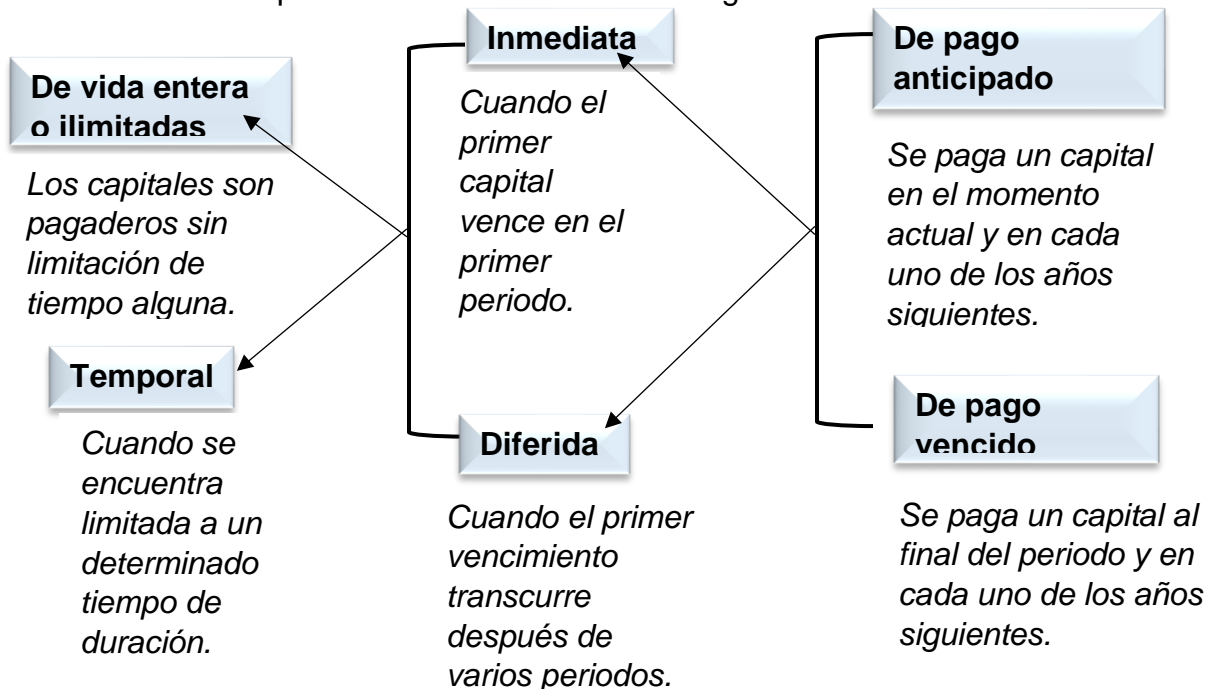 De vida entera
o ilimitadas
Los capitales son
pagaderos sin
limitación de
tiempo alguna.
Temporal
Cuando se
encuentra
limitada a un
determinado
tiempo de
duración.
Inmediata
Cuando el
primer
capital
vence en el
primer
periodo.
Diferida
Cuando el primer
vencimiento
transcurre
después de
varios periodos.
De pago
anticipado
Se paga un capital
en el momento
actual y en cada
uno de los años
siguientes.
De pago
vencido
Se paga un capital al
final del periodo y en
cada uno de los años
siguientes.